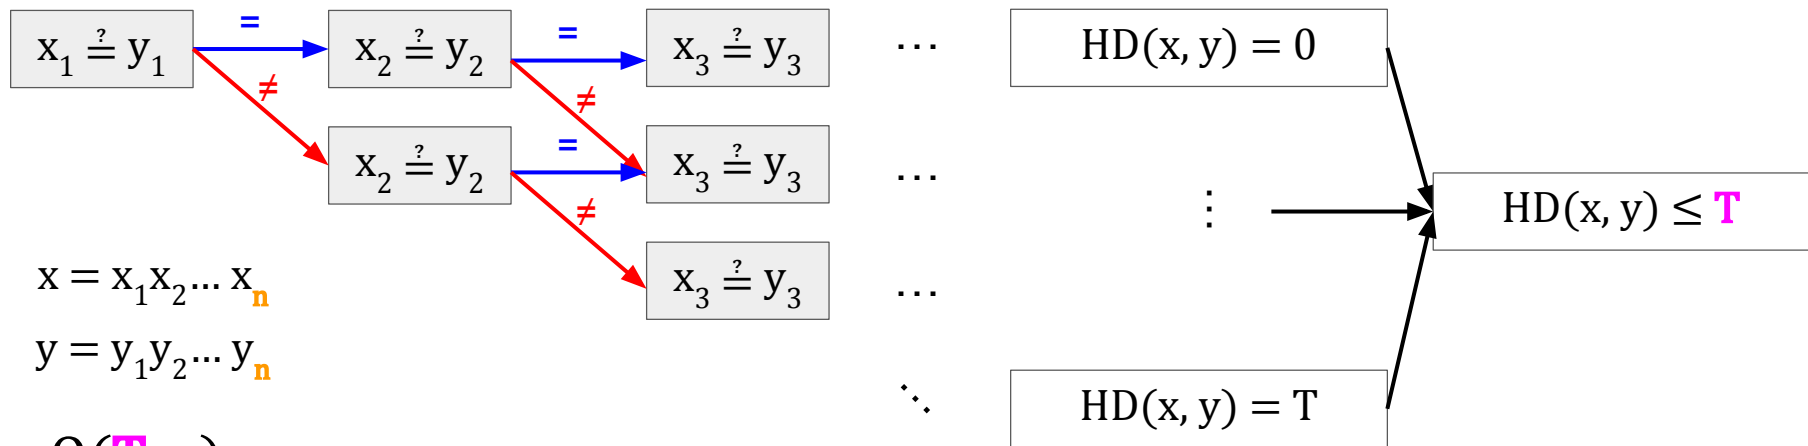 x₁ ≟ y₁ = x₂ ≟ y₂ = x₃ ≟ y₃ … HD(x, y) = 0
≠ ≠
x₂ ≟ y₂ = x₃ ≟ y₃ … ⋮ HD(x, y) ≤ T
≠
x₃ ≟ y₃ …
x = x₁x₂... xₙ
y = y₁y₂... yₙ
⋱ HD(x, y) = T